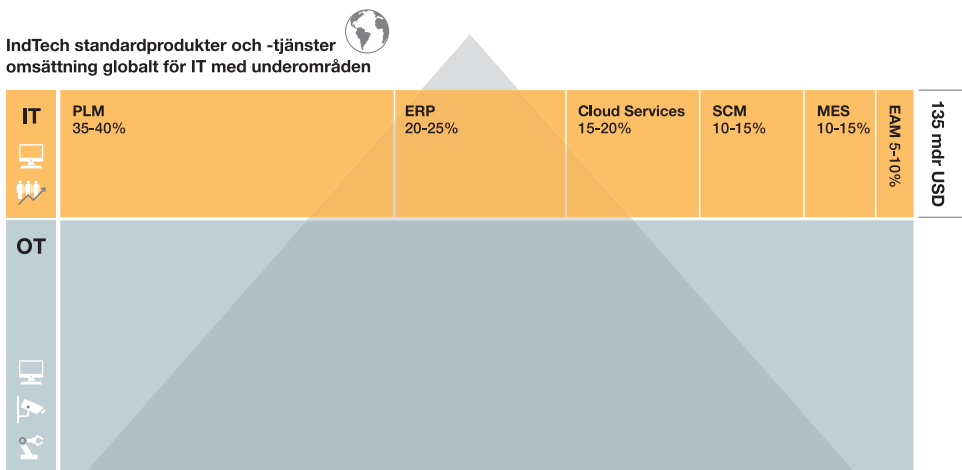 IndTech standardprodukter och -tjänster
omsättning globalt för IT med underområden
IT
PLM
35-40%
ERP
20-25%
Cloud Services
15-20%
SCM
10-15%
MES
10-15%
EAM 5-10%
135 mdr USD
OT